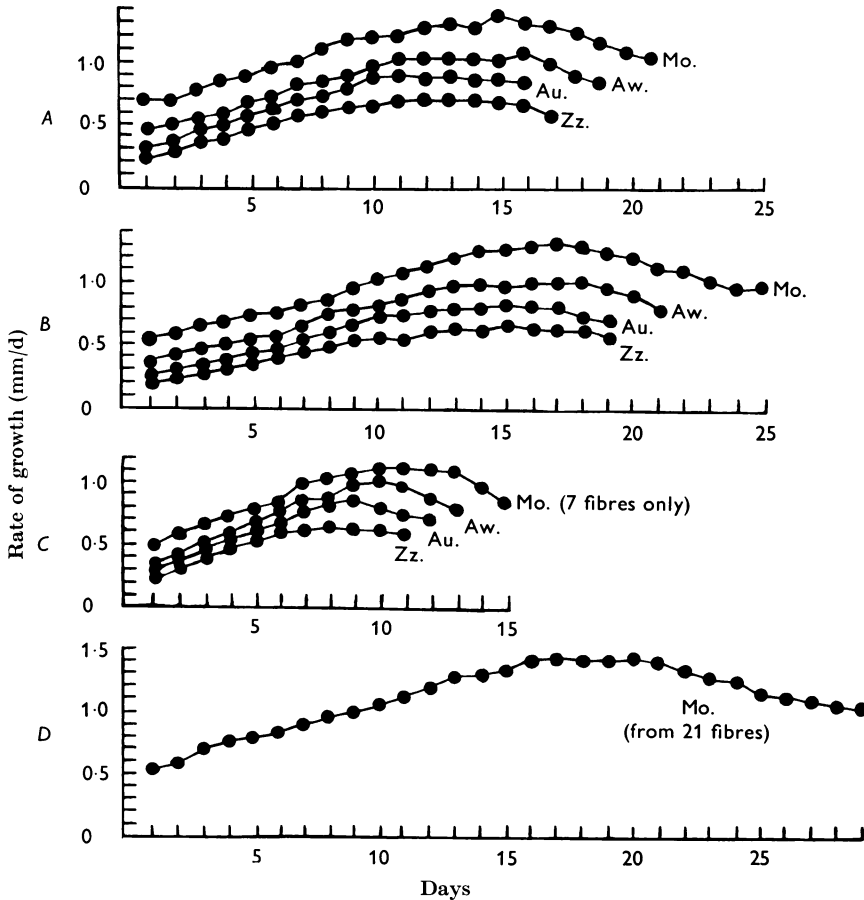 1·0
0·5
0
A
Mo.
Aw.
Au.
Zz.
5 10 15 20 25
1·0
0·5
0
B
Mo.
Aw.
Au.
Zz.
5 10 15 20 25
Rate of growth (mm/d)
1·0
0·5
0
C
Mo. (7 fibres only)
Aw.
Au.
Zz.
5 10 15
1·5
1·0
0·5
0
D
Mo.
(from 21 fibres)
5 10 15 20 25
Days